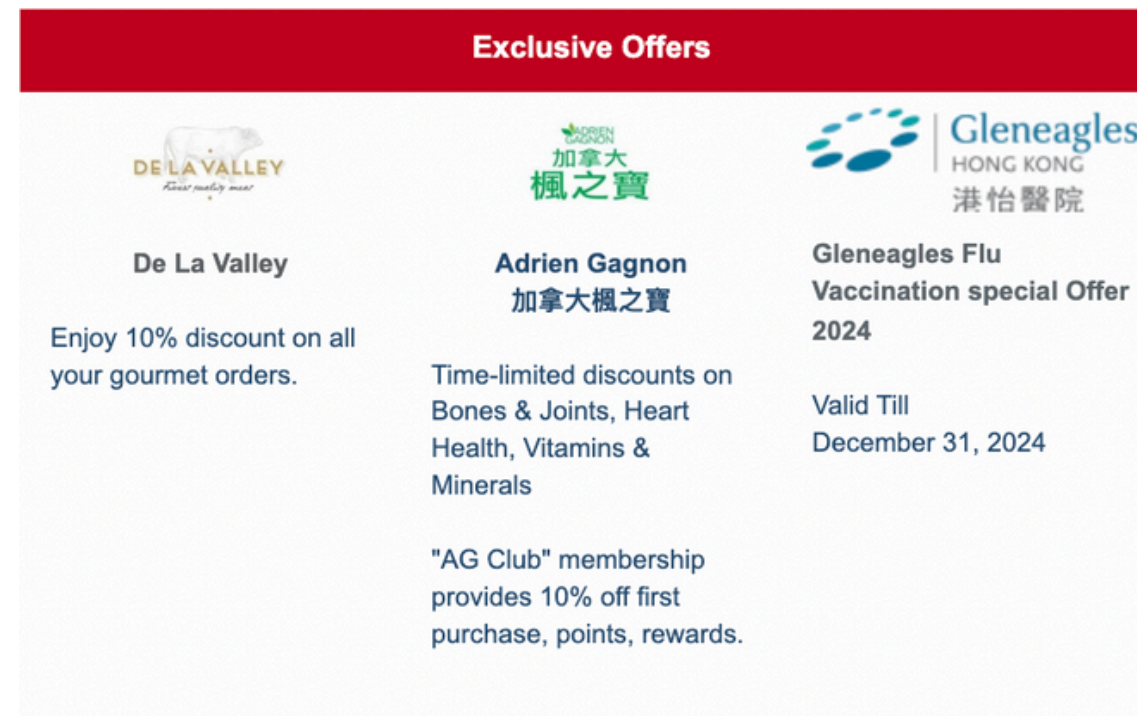 Exclusive Offers
DE LA VALLEY
Finest quality meat
De La Valley
Enjoy 10% discount on all
your gourmet orders.
ADRIEN
GAGNON
加拿大
楓之寶
Adrien Gagnon
加拿大楓之寶
Time-limited discounts on
Bones & Joints, Heart
Health, Vitamins &
Minerals
"AG Club" membership
provides 10% off first
purchase, points, rewards.
Gleneagles
HONG KONG
港怡醫院
Gleneagles Flu
Vaccination special Offer
2024
Valid Till
December 31, 2024